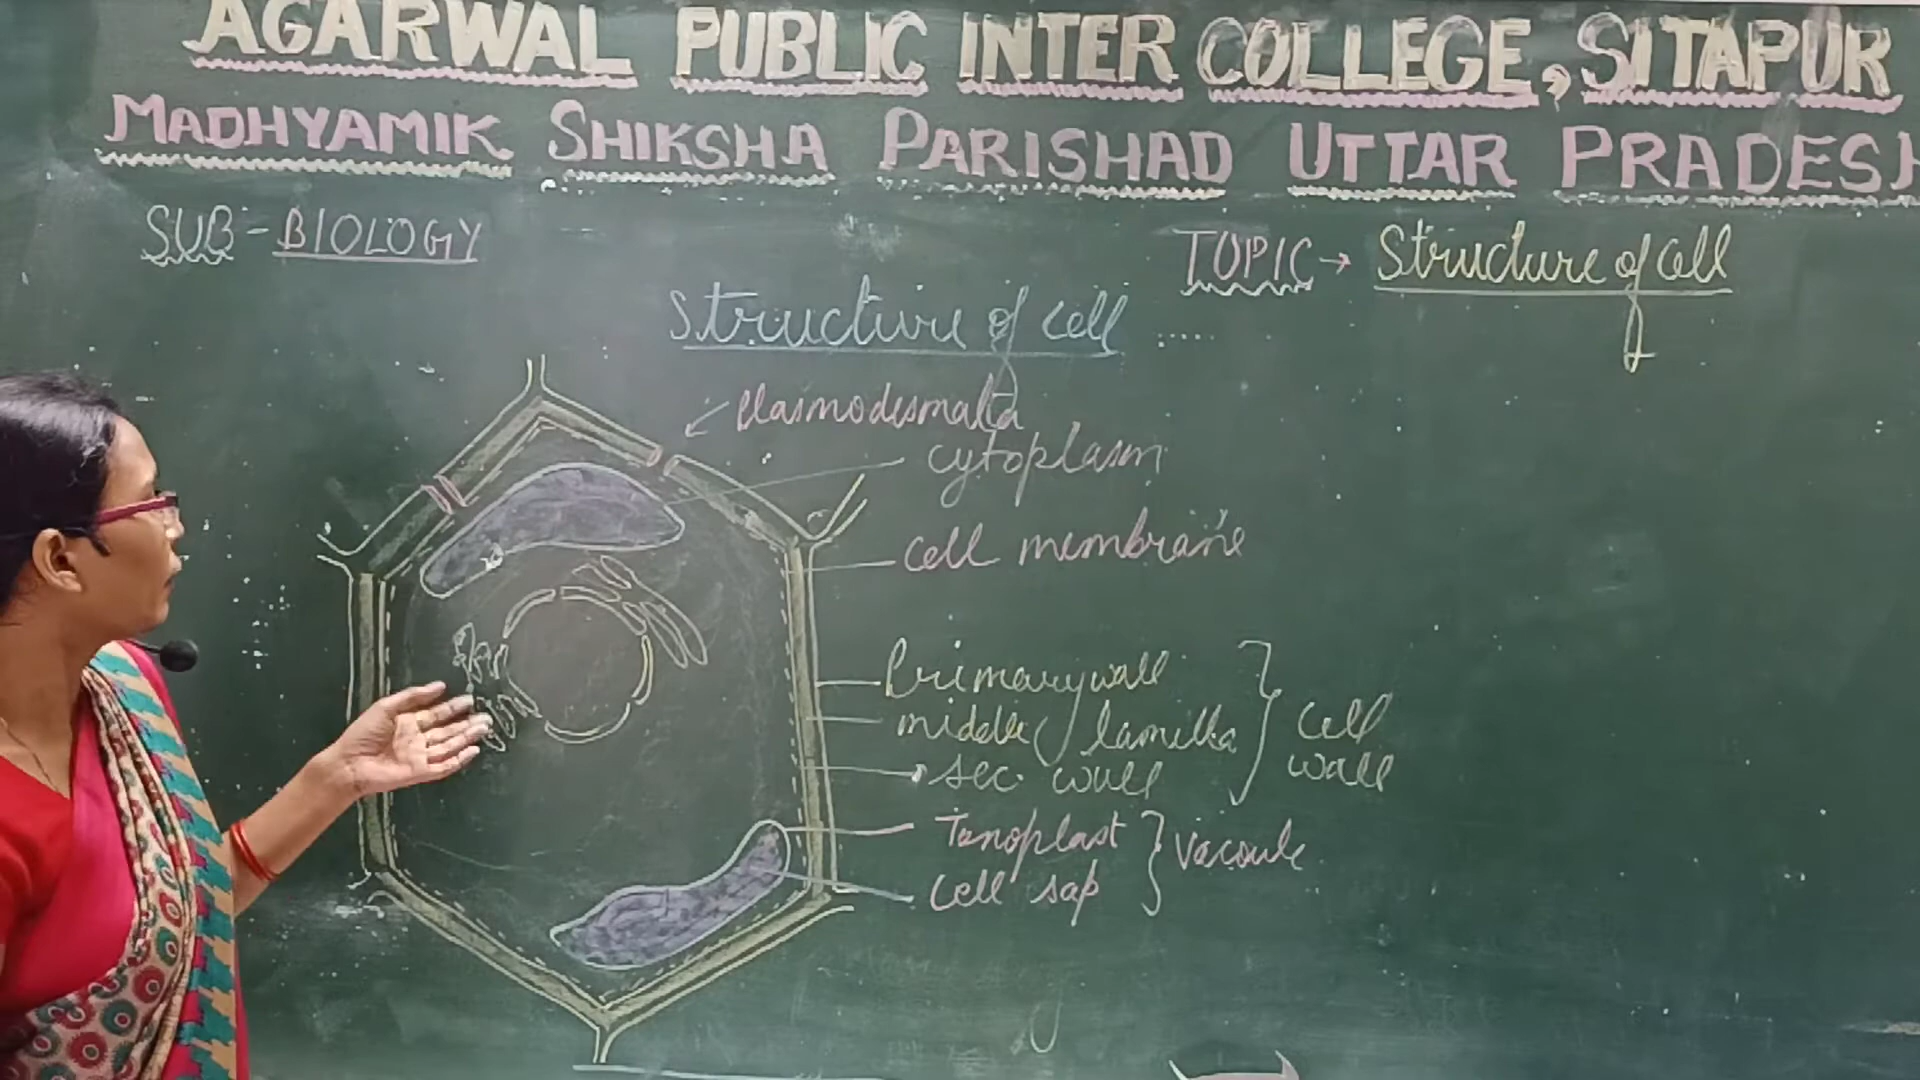 AGARWAL PUBLIC INTER COLLEGE, SITAPUR
MADHYAMIK SHIKSHA PARISHAD UTTAR PRADESH
SUB - BIOLOGY
TOPIC → Structure of Cell
Structure of cell .....
Plasmodesmalta
cytoplasm
cell membrane
Primary wall
middle lamella
sec. wall
cell wall
Tonoplast
cell sap
Vacoule